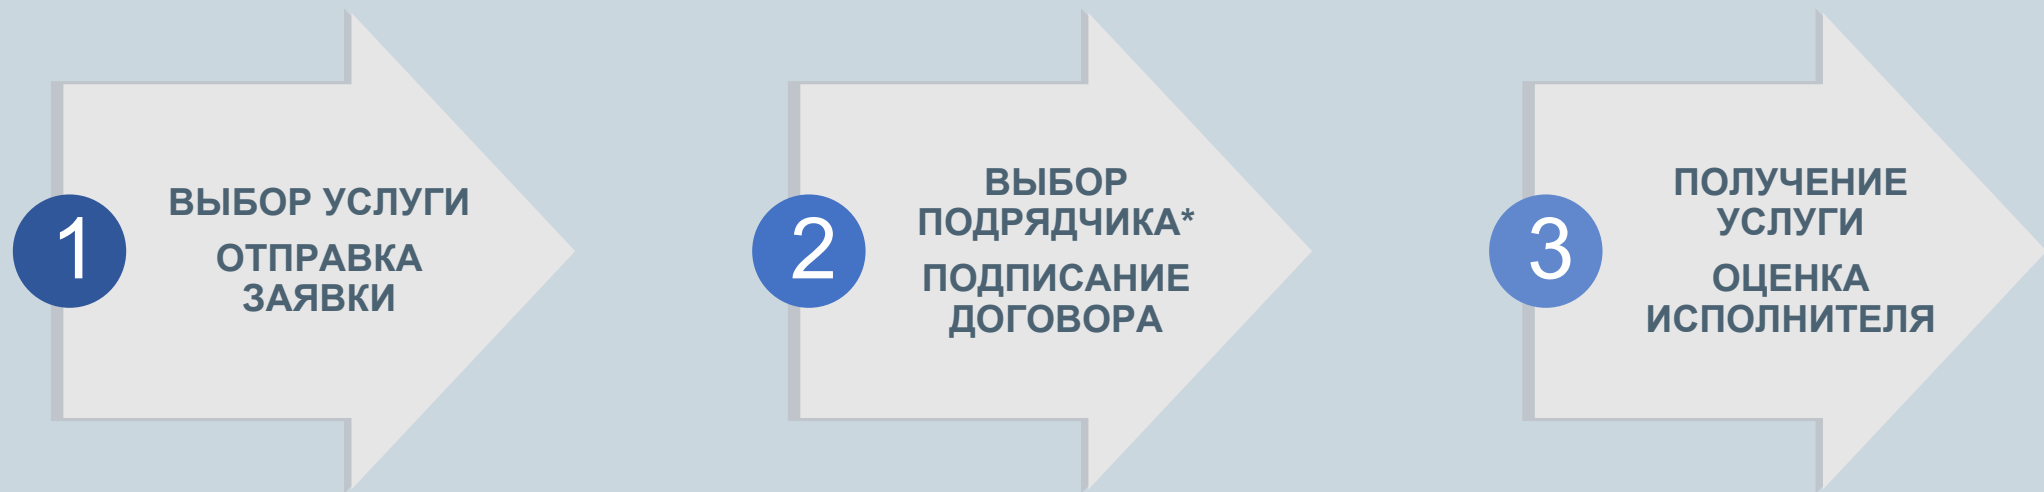 1
ВЫБОР УСЛУГИ
ОТПРАВКА
ЗАЯВКИ
2
ВЫБОР
ПОДРЯДЧИКА*
ПОДПИСАНИЕ
ДОГОВОРА
3
ПОЛУЧЕНИЕ
УСЛУГИ
ОЦЕНКА
ИСПОЛНИТЕЛЯ